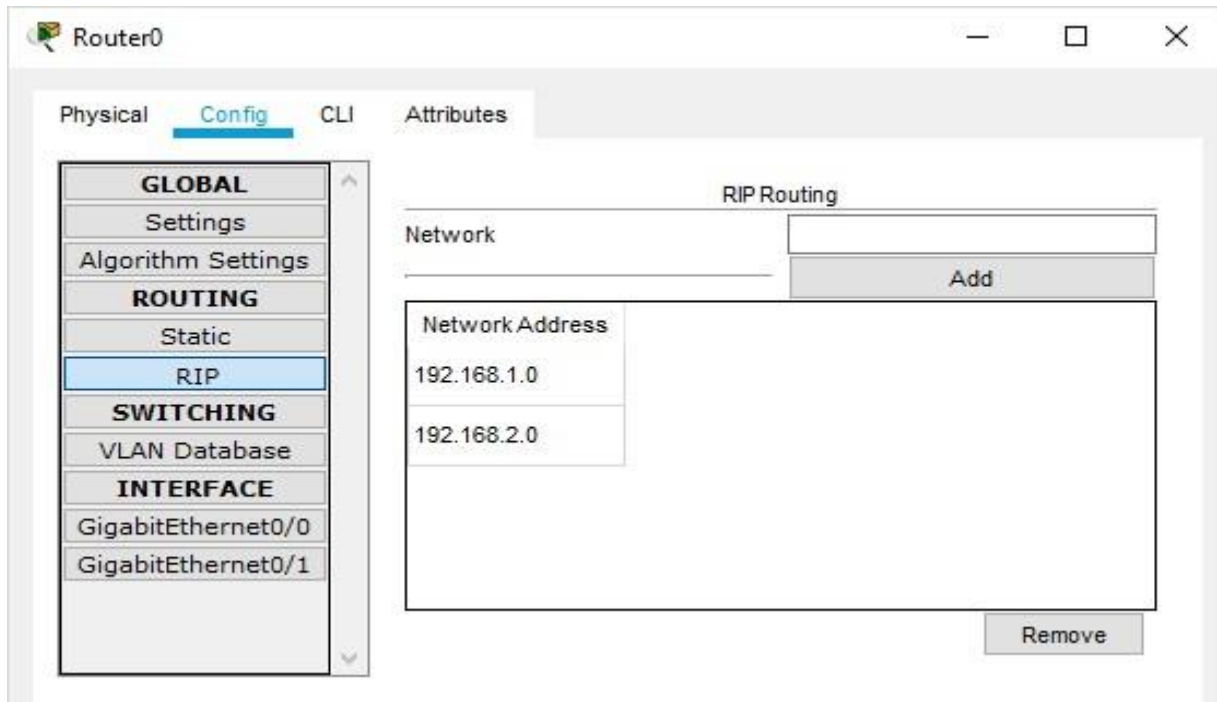 Router0
Physical Config CLI Attributes
GLOBAL
Settings
Algorithm Settings
ROUTING
Static
RIP
SWITCHING
VLAN Database
INTERFACE
GigabitEthernet0/0
GigabitEthernet0/1
RIP Routing
Network
Add
Network Address
192.168.1.0
192.168.2.0
Remove